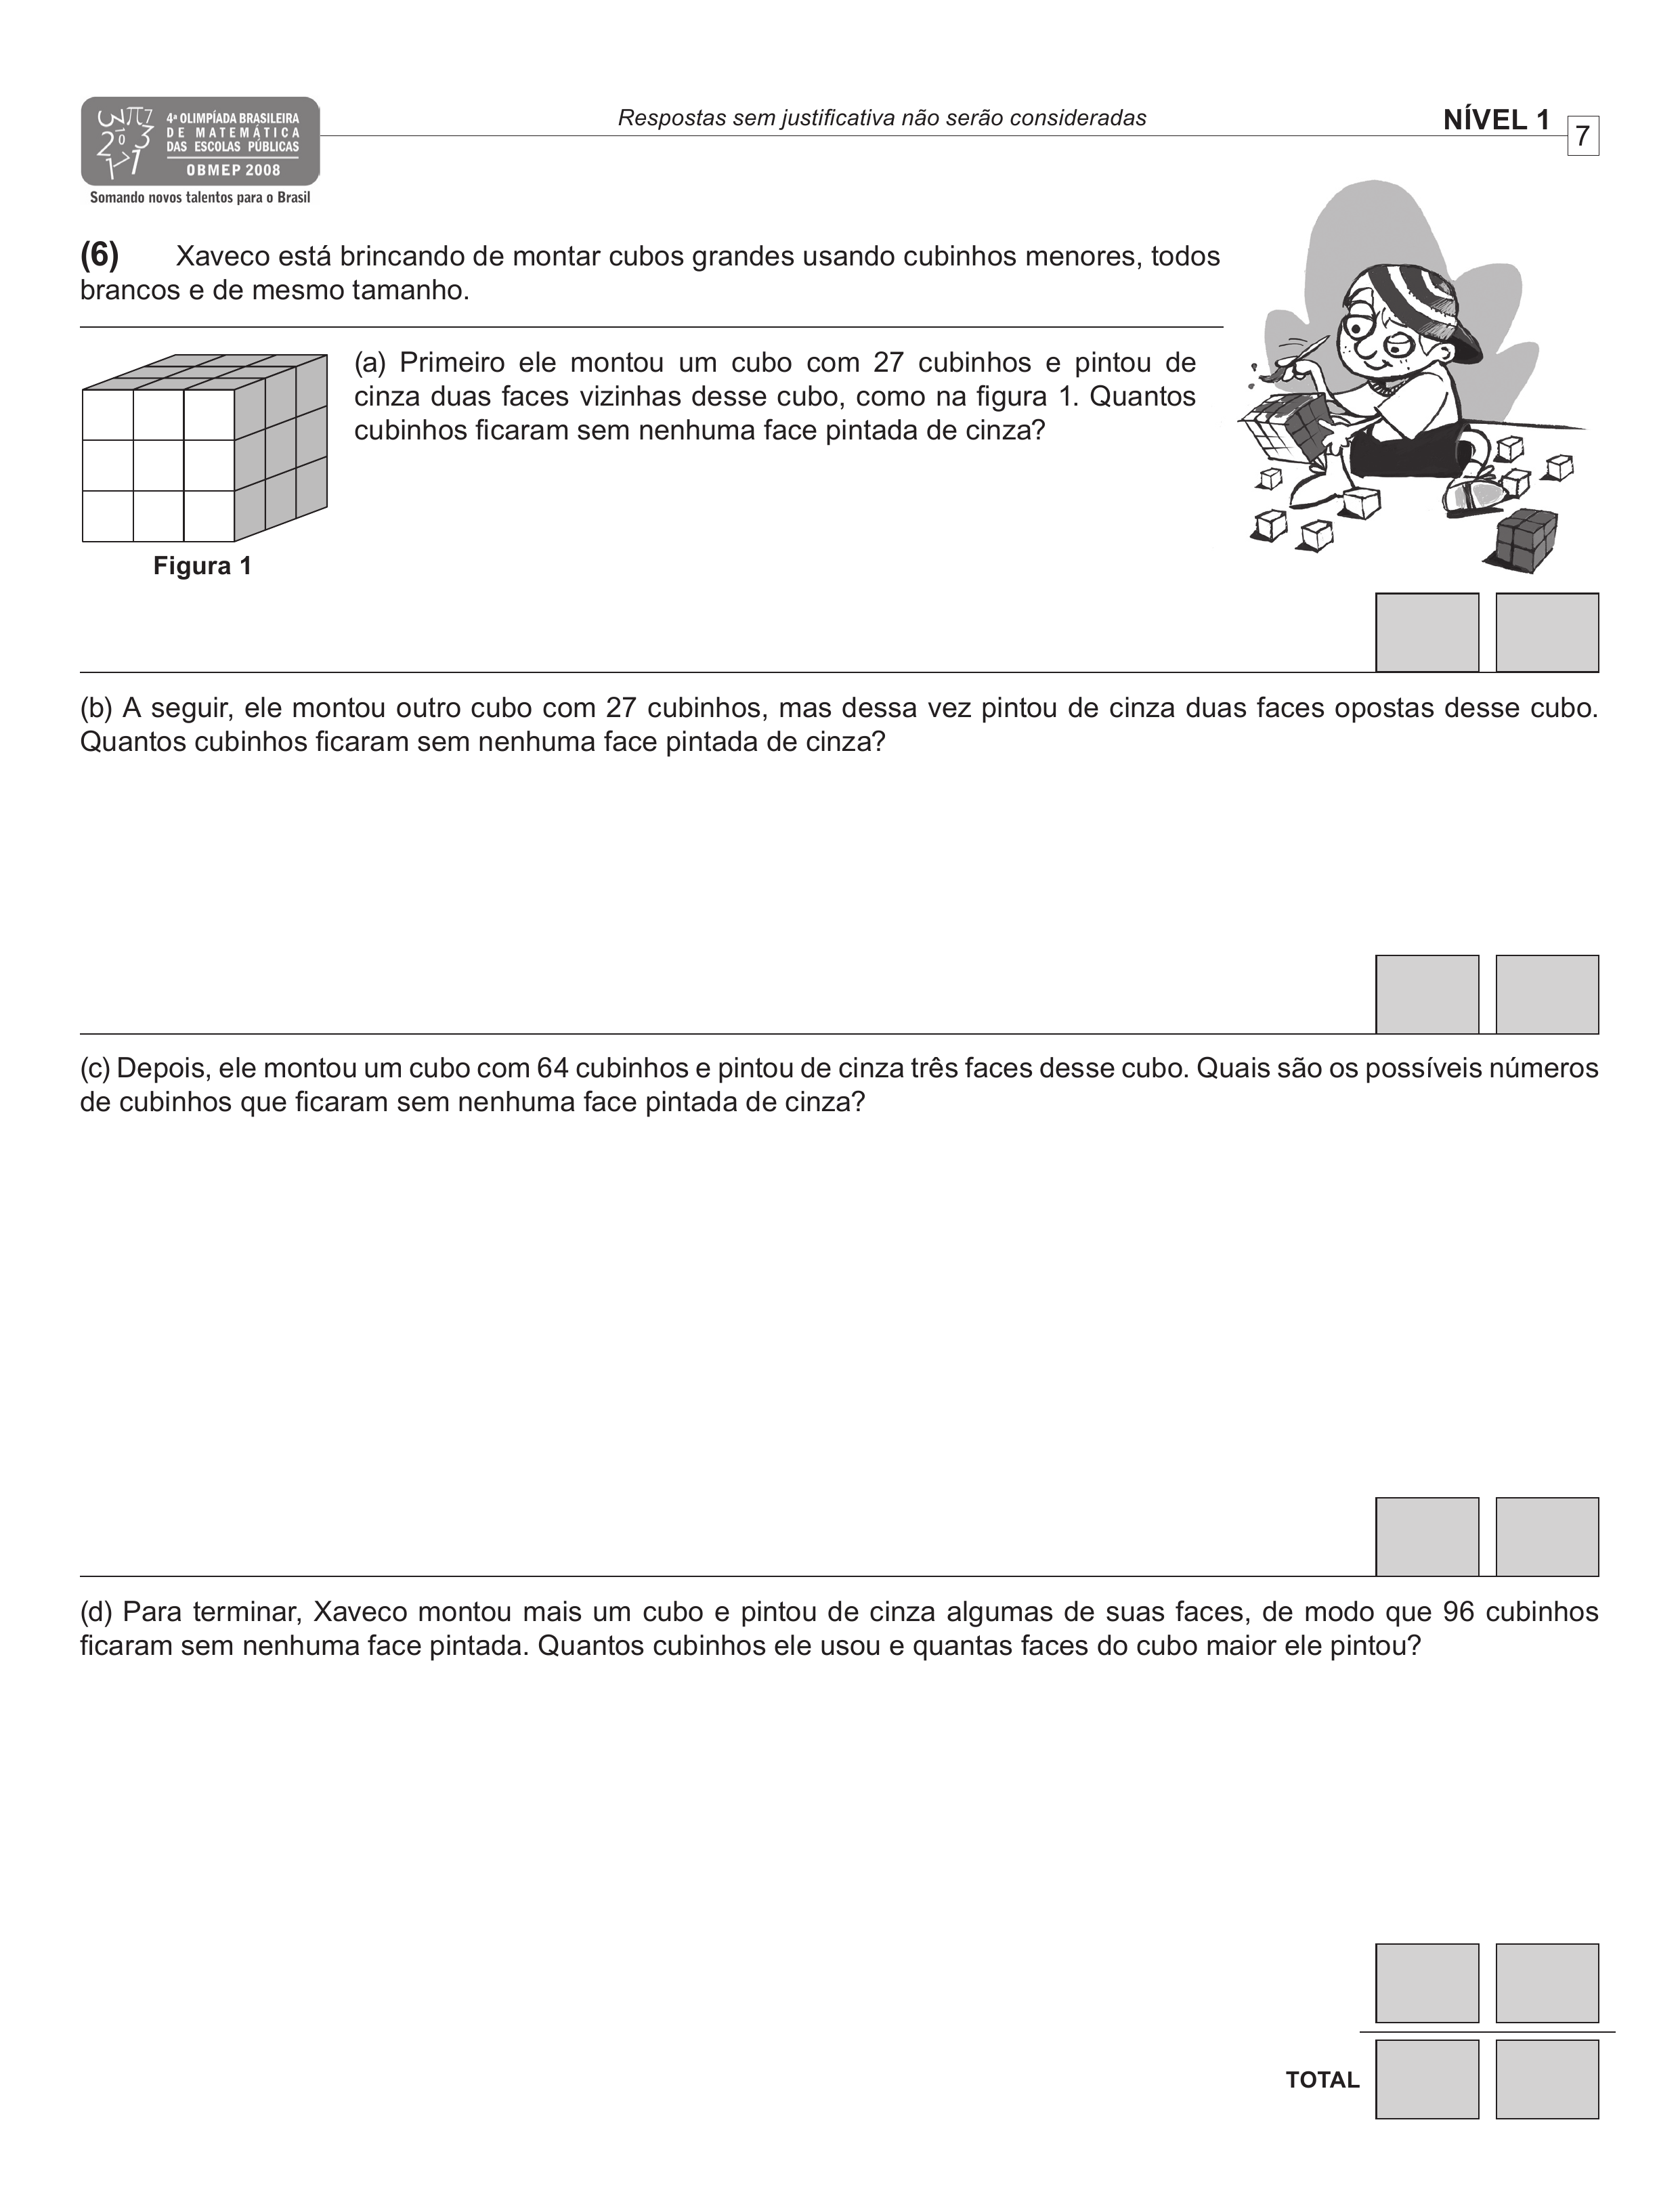 4ª OLIMPÍADA BRASILEIRA
DE MATEMÁTICA
DAS ESCOLAS PÚBLICAS
OBMEP 2008
Somando novos talentos para o Brasil
Respostas sem justificativa não serão consideradas
NÍVEL 1
7
(6) Xaveco está brincando de montar cubos grandes usando cubinhos menores, todos
brancos e de mesmo tamanho.
(a) Primeiro ele montou um cubo com 27 cubinhos e pintou de
cinza duas faces vizinhas desse cubo, como na figura 1. Quantos
cubinhos ficaram sem nenhuma face pintada de cinza?
Figura 1
(b) A seguir, ele montou outro cubo com 27 cubinhos, mas dessa vez pintou de cinza duas faces opostas desse cubo.
Quantos cubinhos ficaram sem nenhuma face pintada de cinza?
(c) Depois, ele montou um cubo com 64 cubinhos e pintou de cinza três faces desse cubo. Quais são os possíveis números
de cubinhos que ficaram sem nenhuma face pintada de cinza?
(d) Para terminar, Xaveco montou mais um cubo e pintou de cinza algumas de suas faces, de modo que 96 cubinhos
ficaram sem nenhuma face pintada. Quantos cubinhos ele usou e quantas faces do cubo maior ele pintou?
TOTAL